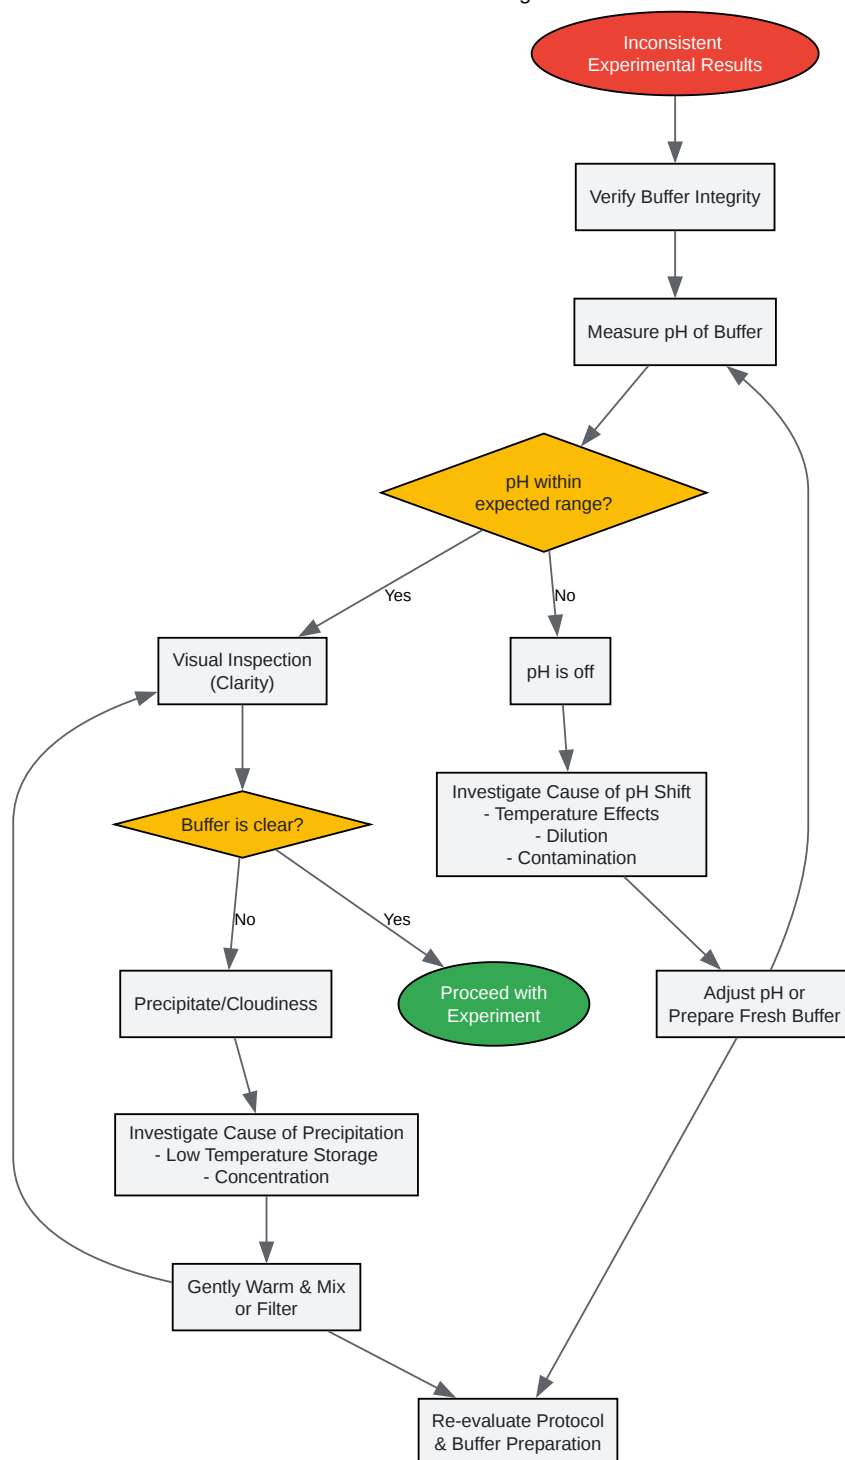 Inconsistent
Experimental Results
Verify Buffer Integrity
Measure pH of Buffer
pH within
expected range?
Yes
No
Visual Inspection
(Clarity)
pH is off
Investigate Cause of pH Shift
- Temperature Effects
- Dilution
- Contamination
Buffer is clear?
No
Yes
Precipitate/Cloudiness
Proceed with
Experiment
Adjust pH or
Prepare Fresh Buffer
Investigate Cause of Precipitation
- Low Temperature Storage
- Concentration
Gently Warm & Mix
or Filter
Re-evaluate Protocol
& Buffer Preparation